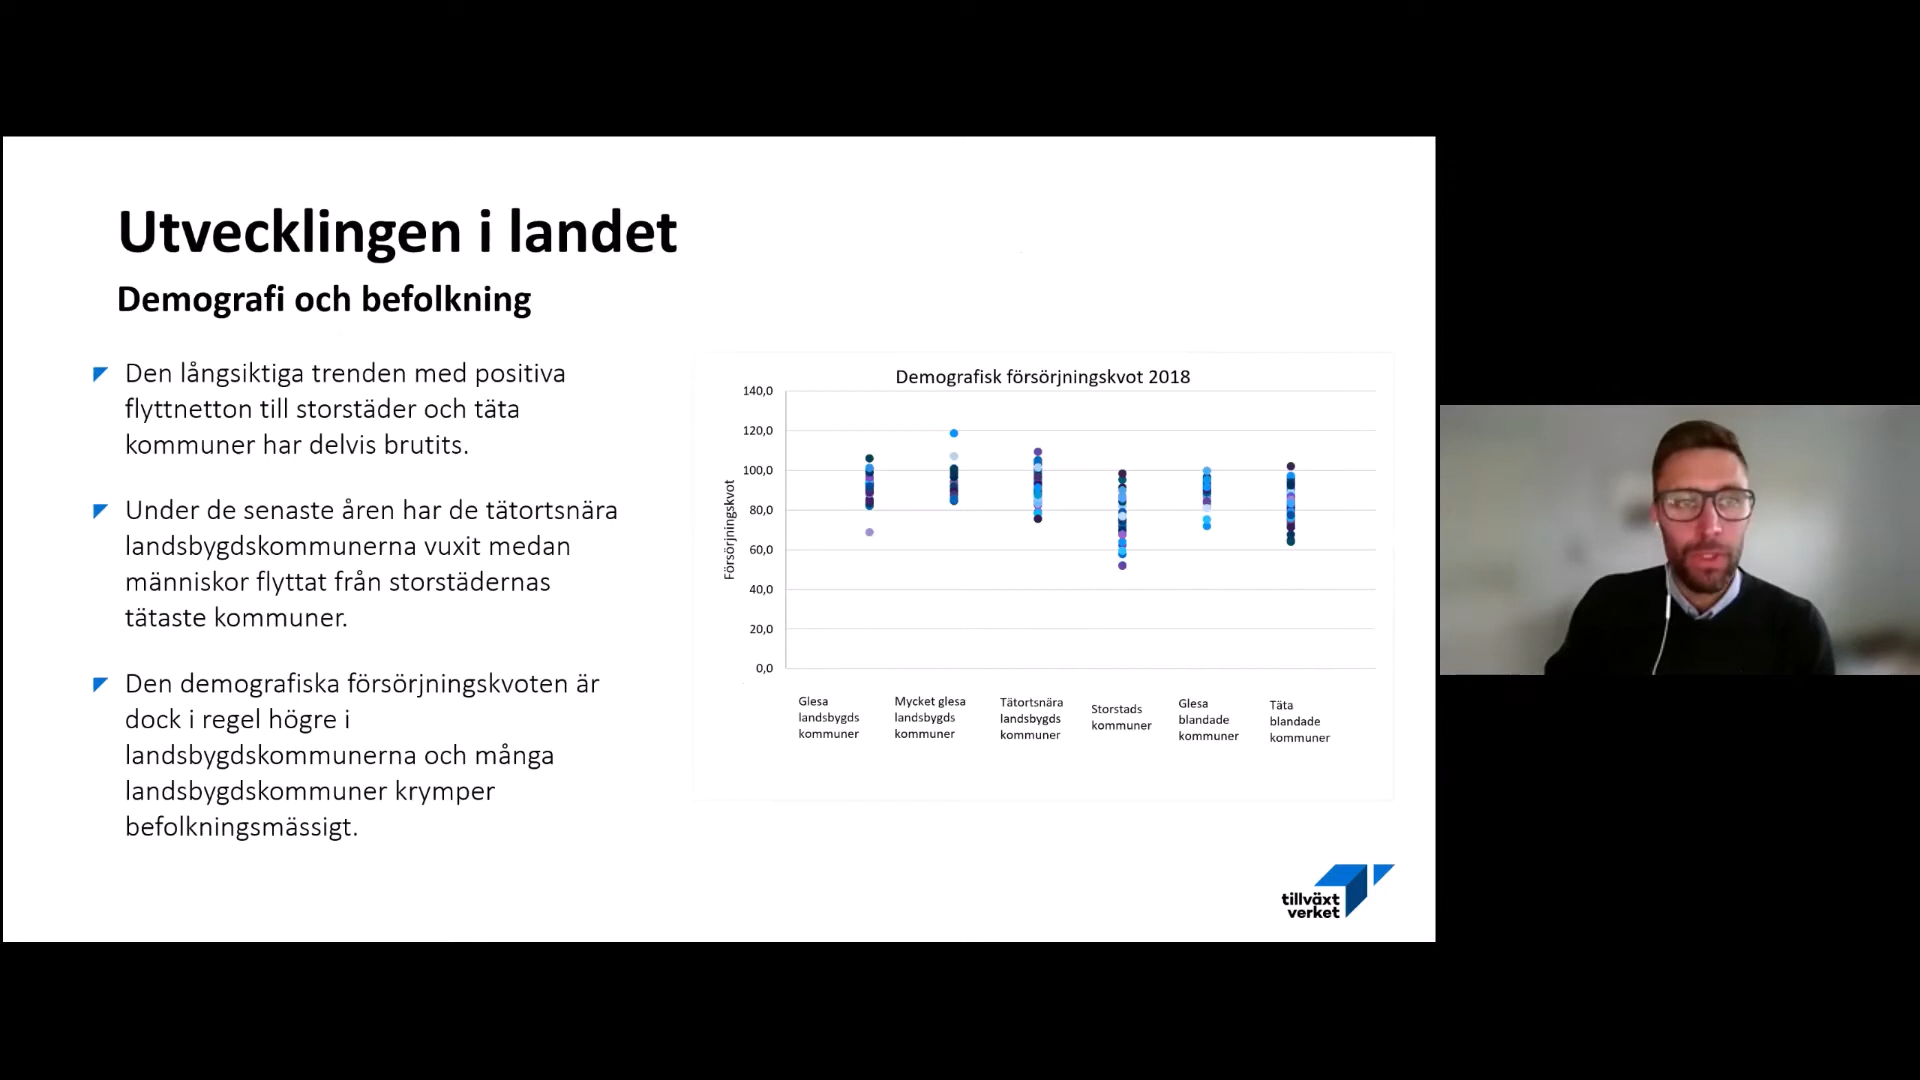 Utvecklingen i landet
Demografi och befolkning
Den långsiktiga trenden med positiva
flyttnetton till storstäder och täta
kommuner har delvis brutits.
Under de senaste åren har de tätortsnära
landsbygdskommunerna vuxit medan
människor flyttat från storstädernas
tätaste kommuner.
Den demografiska försörjningskvoten är
dock i regel högre i
landsbygdskommunerna och många
landsbygdskommuner krymper
befolkningsmässigt.
Demografisk försörjningskvot 2018
Försörjningskvot
140,0
120,0
100,0
80,0
60,0
40,0
20,0
0,0
Glesa
landsbygds
kommuner
Mycket glesa
landsbygds
kommuner
Tätortsnära
landsbygds
kommuner
Storstads
kommuner
Glesa
blandade
kommuner
Täta
blandade
kommuner
tillväxt
verket